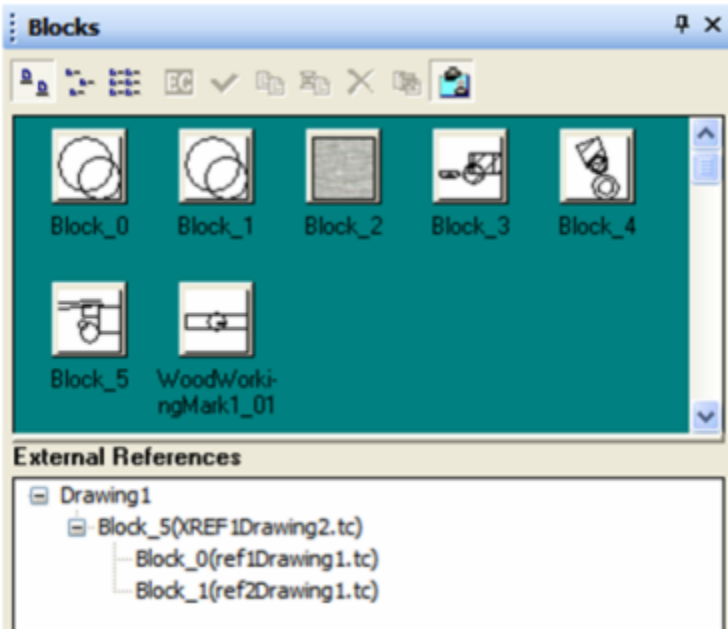 Blocks
Block_0 Block_1 Block_2 Block_3 Block_4
Block_5 WoodWorki-
ngMark1_01
External References
Drawing1
Block_5(XREF1Drawing2.tc)
Block_0(ref1Drawing1.tc)
Block_1(ref2Drawing1.tc)